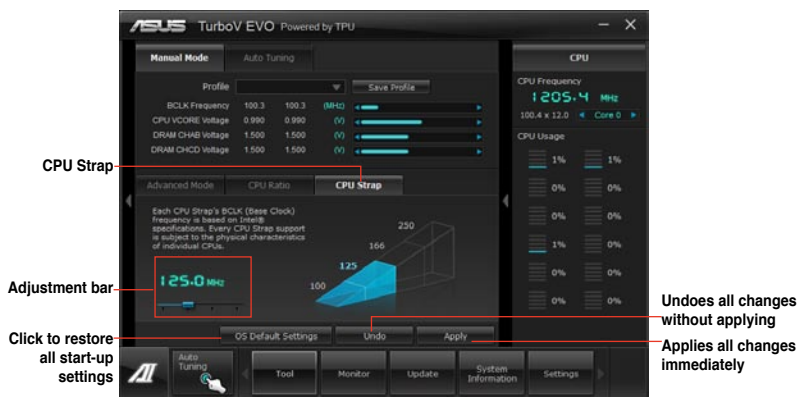 ASUS TurboV EVO Powered by TPU
Manual Mode Auto Tuning
Profile Save Profile
BCLK Frequency 100.3 100.3 (MHz)
CPU VCORE Voltage 0.990 0.990 (V)
DRAM CHAB Voltage 1.500 1.500 (V)
DRAM CHCD Voltage 1.500 1.500 (V)
CPU Strap
Advanced Mode CPU Ratio CPU Strap
Each CPU Strap's BCLK (Base Clock)
frequency is based on Intel®
specifications. Every CPU Strap support
is subject to the physical characteristics
of individual CPUs.
250
166
125
100
Adjustment bar
125.0 MHz
Click to restore
all start-up
settings
OS Default Settings Undo Apply
Undoes all changes
without applying
Applies all changes
immediately
CPU
CPU Frequency
1205.4 MHz
100.4 x 12.0 Core 0
CPU Usage
1% 1%
0% 0%
0% 0%
1% 0%
0% 0%
0% 0%
AI Auto
Tuning
Tool Monitor Update System
Information Settings